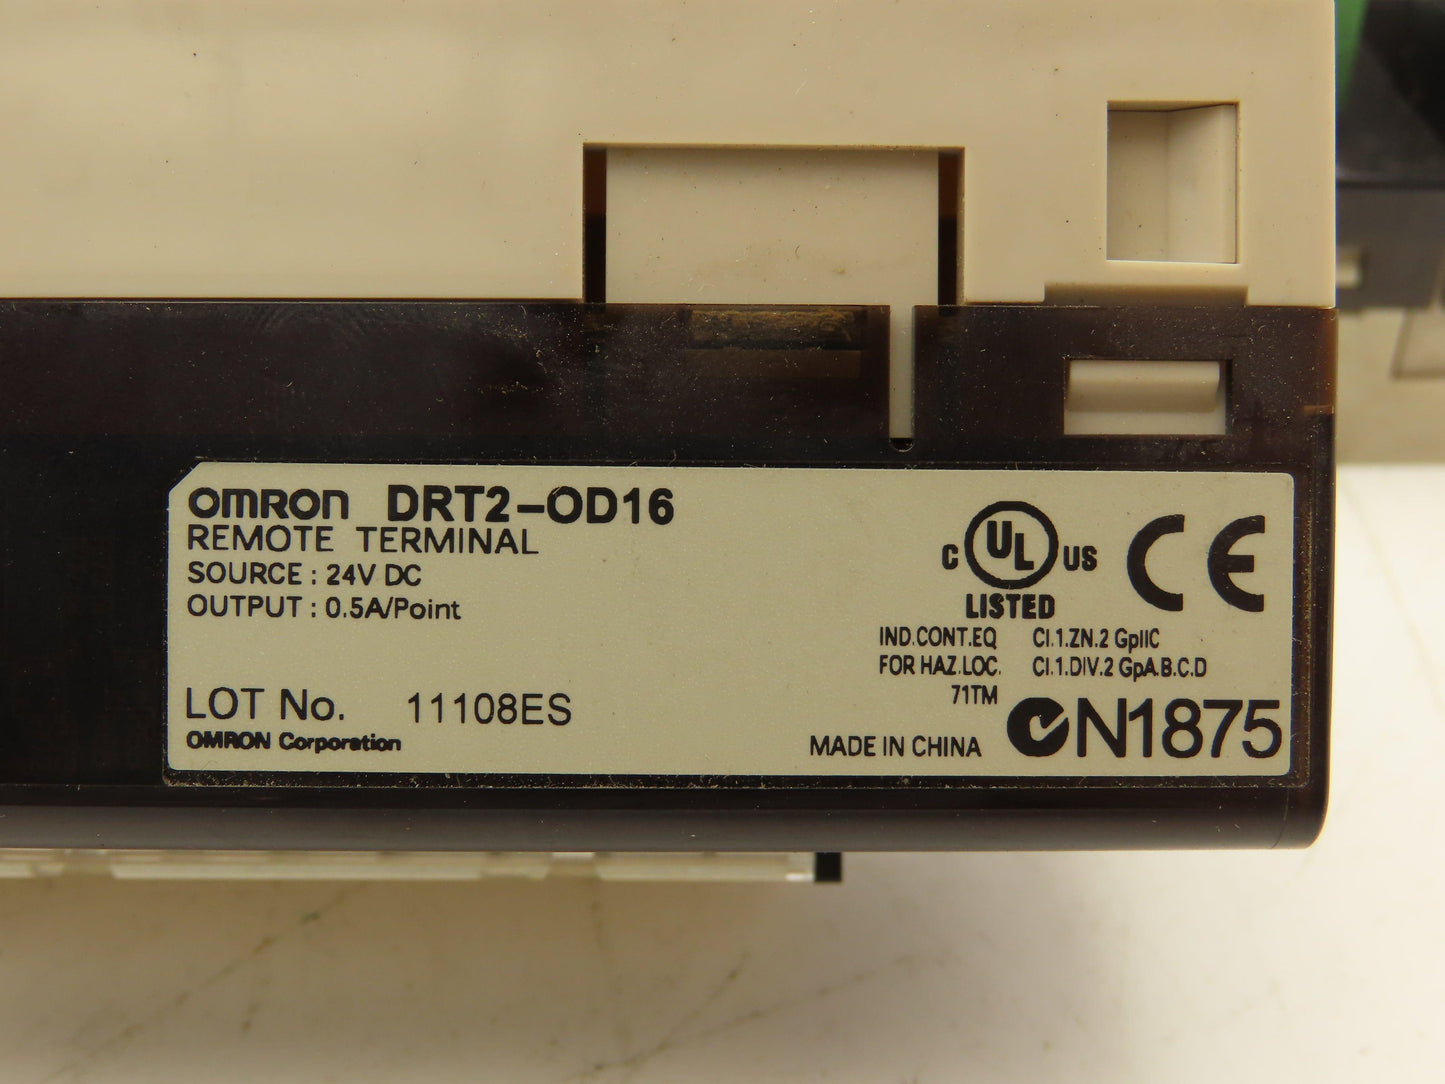 OMRON DRT2-OD16
REMOTE TERMINAL
SOURCE : 24V DC
OUTPUT : 0.5A/Point
LOT No. 11108ES
OMRON Corporation
C UL US
LISTED
CE
IND.CONT.EQ CI.1.ZN.2 GpIIC
FOR HAZ.LOC. CI.1.DIV.2 GpA.B.C.D
71TM
MADE IN CHINA
N1875